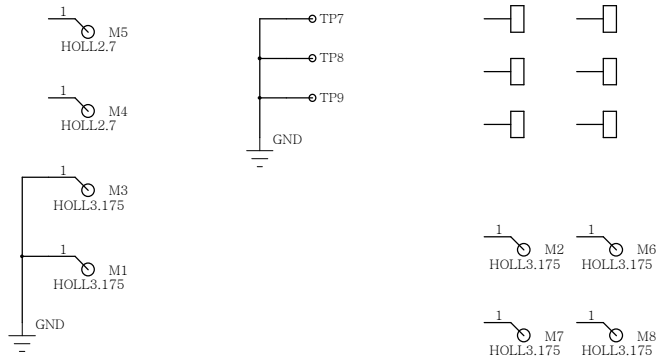 1
M5
HOLL2.7
1
M4
HOLL2.7
1
M3
HOLL3.175
1
M1
HOLL3.175
GND
TP7
TP8
TP9
GND
1
M2
HOLL3.175
1
M6
HOLL3.175
1
M7
HOLL3.175
1
M8
HOLL3.175